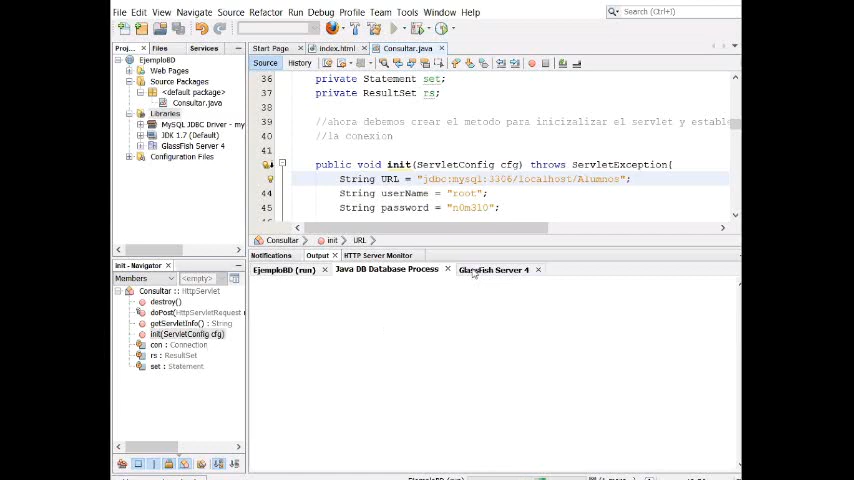 File Edit View Navigate Source Refactor Run Debug Profile Team Tools Window Help
Search (Ctrl+I)
Proj... Files Services
Start Page index.html Consultar.java
EjemploBD
Web Pages
Source Packages
<default package>
Consultar.java
Libraries
MySQL JDBC Driver - my
JDK 1.7 (Default)
GlassFish Server 4
Configuration Files
Source History
36 private Statement set;
37 private ResultSet rs;
38
39 //ahora debemos crear el metodo para inicizalizar el servlet y estable
40 //la conexion
41
public void init(ServletConfig cfg) throws ServletException{
String URL = "jdbc:mysql:3306/localhost/Alumnos";
44 String userName = "root";
45 String password = "n0m3l0";
Consultar init URL
Notifications Output HTTP Server Monitor
EjemploBD (run) Java DB Database Process GlassFish Server 4
init - Navigator
Members <empty>
Consultar :: HttpServlet
destroy()
doPost(HttpServletRequest
getServletInfo() : String
init(ServletConfig cfg)
con : Connection
rs : ResultSet
set : Statement
EjemploBD (run)